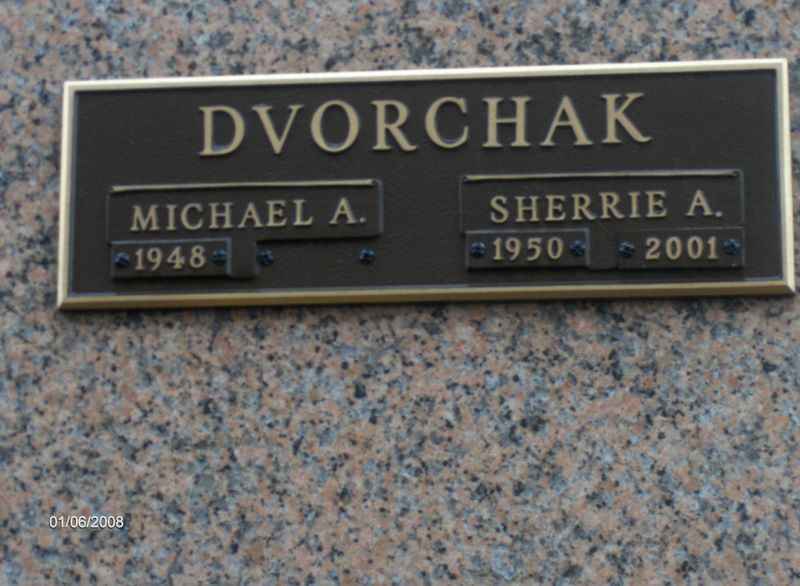 DVORCHAK
MICHAEL A. SHERRIE A.
1948 1950 2001
01/06/2008